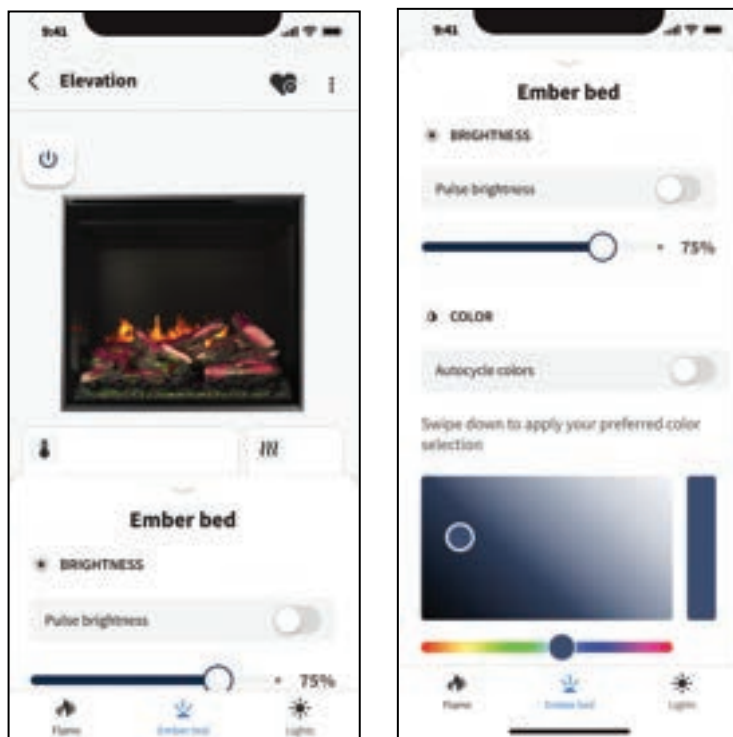 9:41
Elevation
Ember bed
BRIGHTNESS
Pulse brightness
75%
Flame
Ember bed
Lights
9:41
Ember bed
BRIGHTNESS
Pulse brightness
75%
COLOR
Autocycle colors
Swipe down to apply your preferred color
selection
Flame
Ember bed
Lights